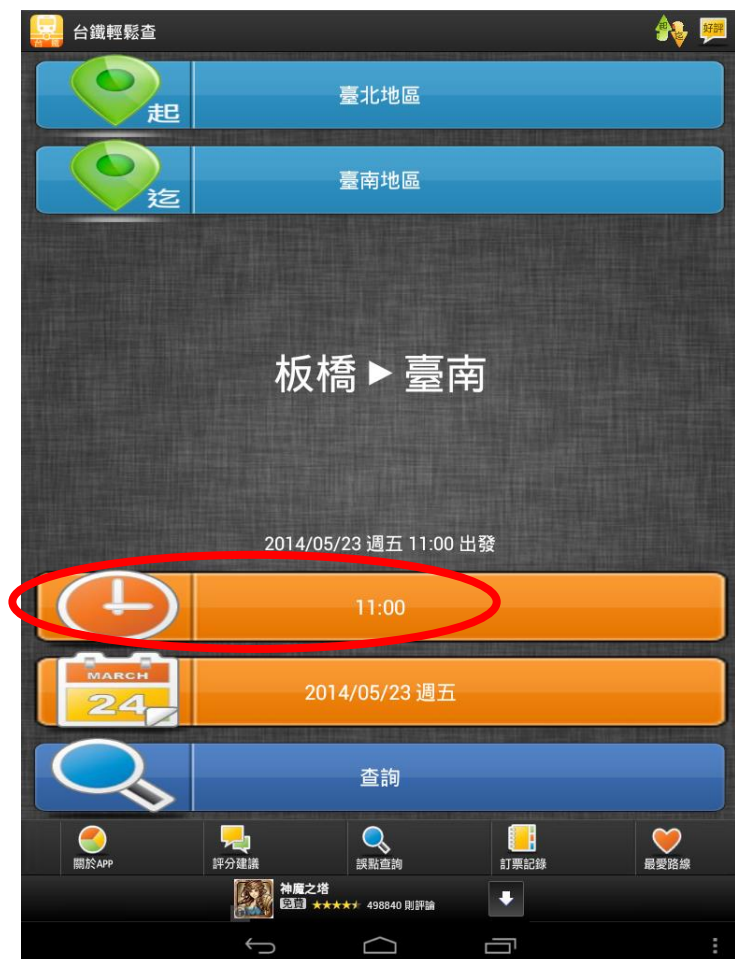 台鐵輕鬆查
好評
起
臺北地區
迄
臺南地區
板橋▶臺南
2014/05/23 週五 11:00 出發
11:00
MARCH
24
2014/05/23 週五
查詢
關於APP
評分建議
誤點查詢
訂票記錄
最愛路線
神魔之塔
免費 ★★★★ 498840 則評論